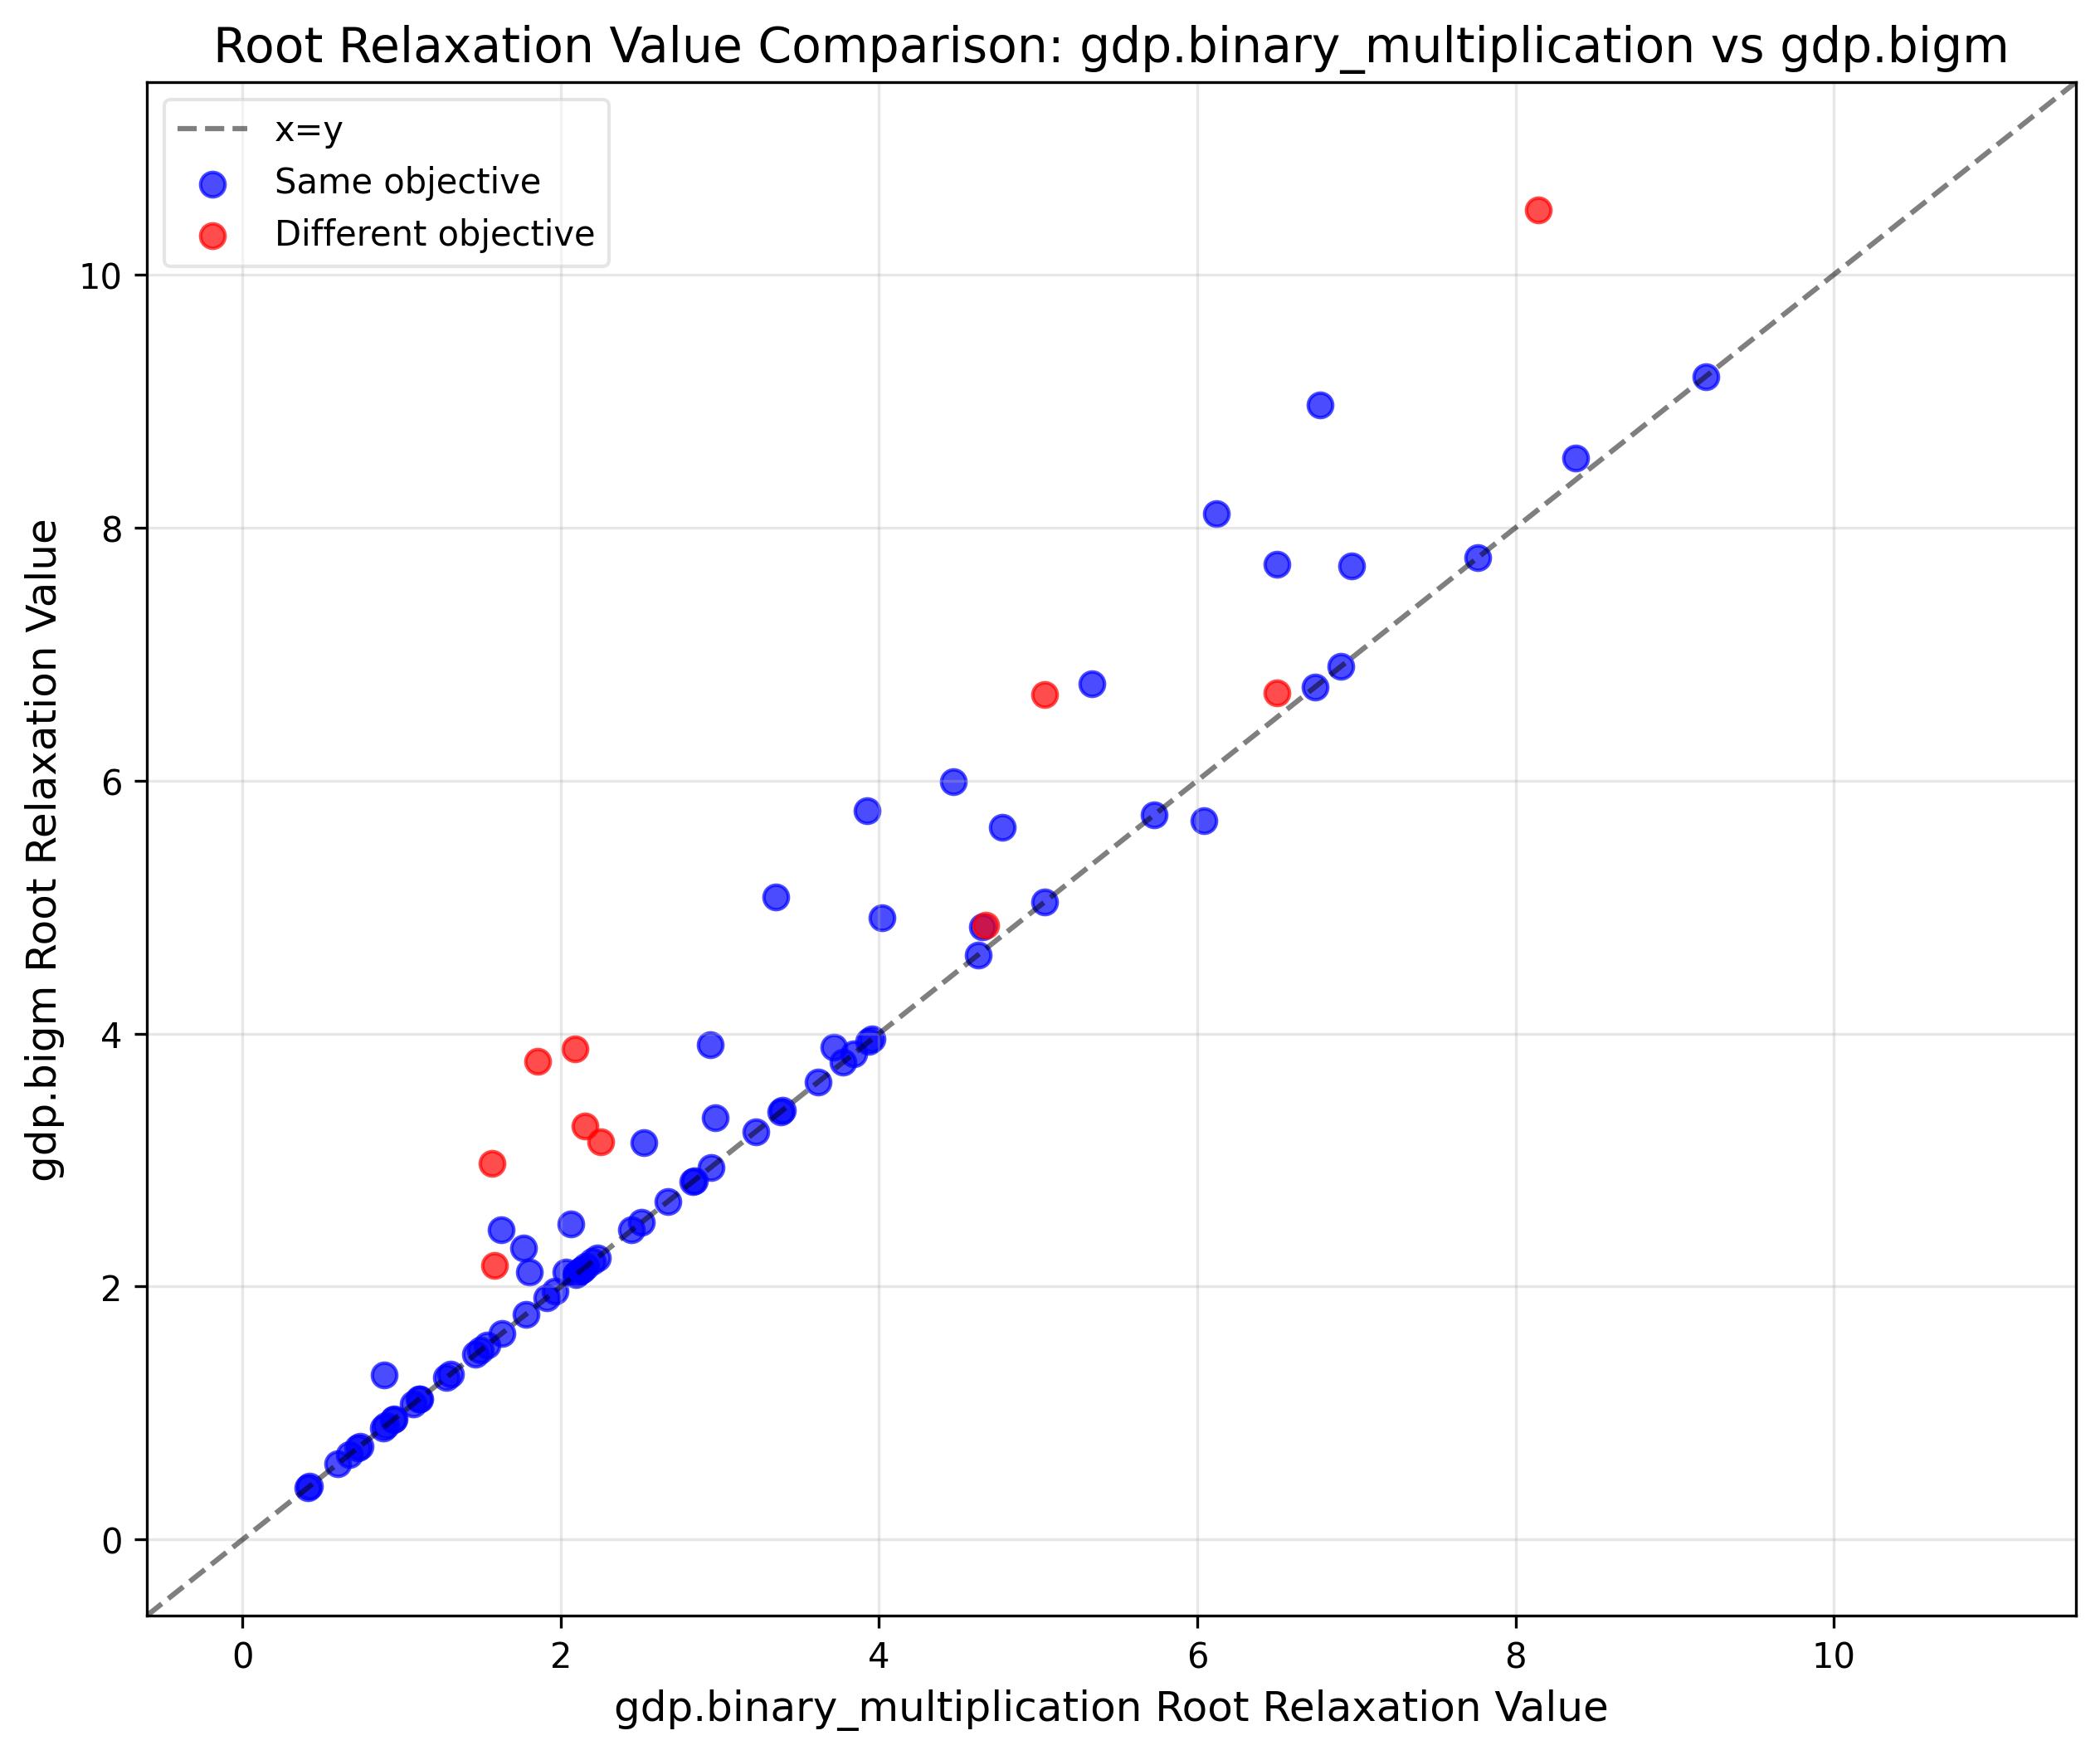 Root Relaxation Value Comparison: gdp.binary_multiplication vs gdp.bigm
x=y
Same objective
Different objective
gdp.bigm Root Relaxation Value
10
8
6
4
2
0
0 2 4 6 8 10
gdp.binary_multiplication Root Relaxation Value